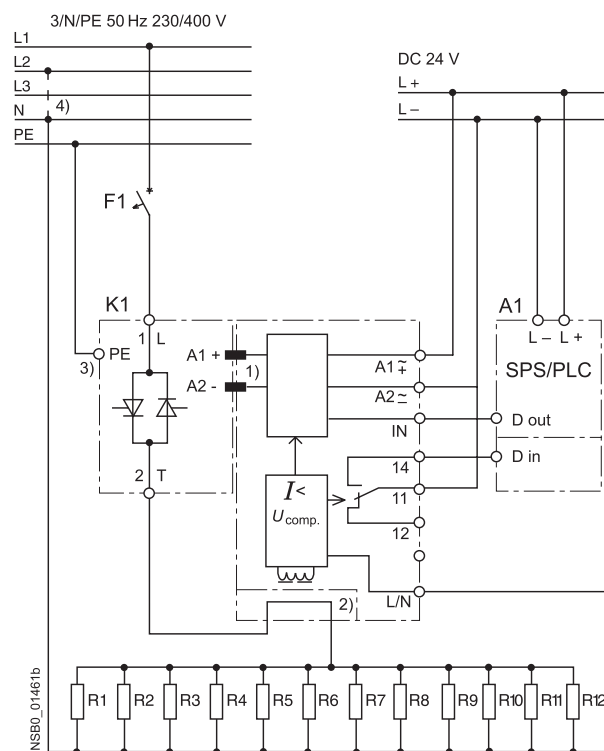 3/N/PE 50 Hz 230/400 V
L1
L2
L3
N
4)
PE
DC 24 V
L +
L –
F1
K1
A1
1 L
L – L +
3) PE
A1 +
1)
A1 ≂ +
SPS/PLC
A2 -
A2 ≂ –
IN
D out
14
D in
2 T
I<
11
U comp.
12
2)
L/N
NSB0_01461b
R1 R2 R3 R4 R5 R6 R7 R8 R9 R10 R11 R12